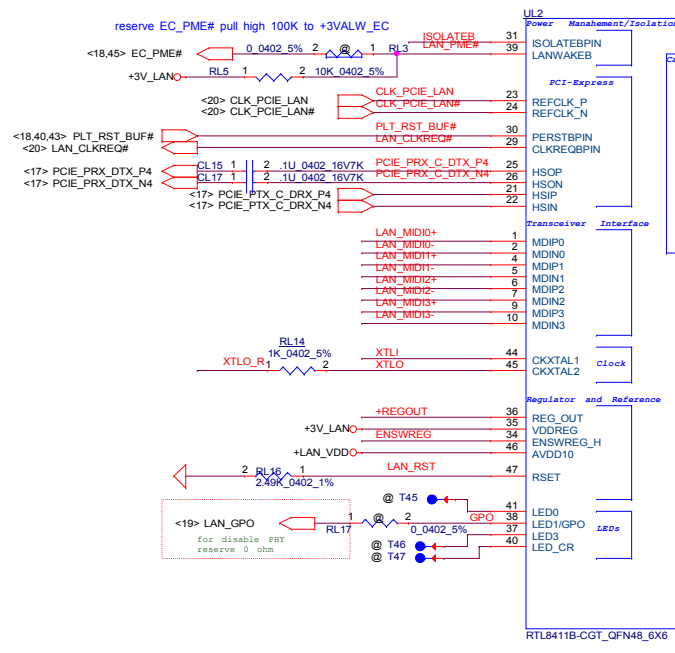 UL2
reserve EC_PME# pull high 100K to +3VALW_EC
Power Manahement/Isolation
ISOLATEB 31 ISOLATEBPIN
<18,45> EC_PME# 0_0402_5% 2 @ 1 RL3 LAN_PME# 39 LANWAKEB
+3V_LAN RL5 1 2 10K_0402_5%
PCI-Express
<20> CLK_PCIE_LAN CLK_PCIE_LAN 23 REFCLK_P
<20> CLK_PCIE_LAN# CLK_PCIE_LAN# 24 REFCLK_N
<18,40,43> PLT_RST_BUF# PLT_RST_BUF# 30 PERSTBPIN
<20> LAN_CLKREQ# LAN_CLKREQ# 29 CLKREQBPIN
<17> PCIE_PRX_DTX_P4 CL15 1 2 .1U_0402_16V7K PCIE_PRX_C_DTX_P4 25 HSOP
<17> PCIE_PRX_DTX_N4 CL17 1 2 .1U_0402_16V7K PCIE_PRX_C_DTX_N4 26 HSON
<17> PCIE_PTX_C_DRX_P4 21 HSIP
<17> PCIE_PTX_C_DRX_N4 22 HSIN
Transceiver Interface
LAN_MIDI0+ 1 MDIP0
LAN_MIDI0- 2 MDIN0
LAN_MIDI1+ 4 MDIP1
LAN_MIDI1- 5 MDIN1
LAN_MIDI2+ 6 MDIP2
LAN_MIDI2- 7 MDIN2
LAN_MIDI3+ 9 MDIP3
LAN_MIDI3- 10 MDIN3
RL14
1K_0402_5%
XTLI 44 CKXTAL1 Clock
XTLO_R 1 2 XTLO 45 CKXTAL2
Regulator and Reference
+REGOUT 36 REG_OUT
+3V_LAN 35 VDDREG
ENSWREG 34 ENSWREG_H
+LAN_VDD 46 AVDD10
2 RL16 1 LAN_RST 47 RSET
2.49K_0402_1%
@ T45 41 LED0
<19> LAN_GPO 1 @ 2 GPO 38 LED1/GPO LEDs
RL17 0_0402_5% 37 LED3
for disable PHY
reserve 0 ohm
@ T46 40 LED_CR
@ T47
RTL8411B-CGT_QFN48_6X6